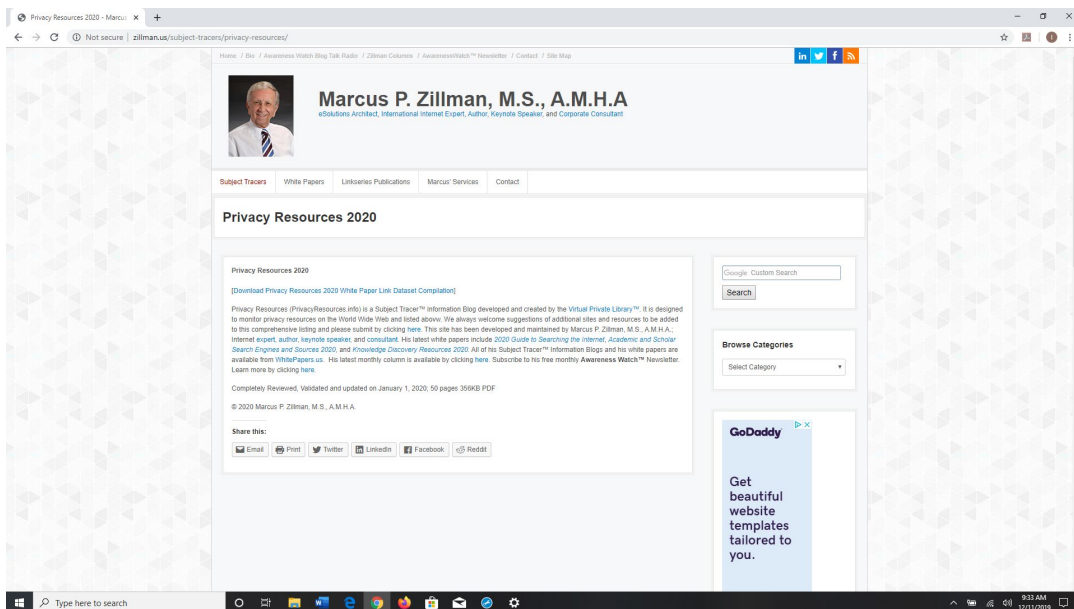 Privacy Resources 2020 - Marcus
Not secure | zillman.us/subject-tracers/privacy-resources/
Home / Bio / Awareness Watch Blog Talk Radio / Zillman Columns / AwarenessWatch™ Newsletter / Contact / Site Map
Marcus P. Zillman, M.S., A.M.H.A
eSolutions Architect, International Internet Expert, Author, Keynote Speaker, and Corporate Consultant
Subject Tracers White Papers Linkseries Publications Marcus' Services Contact
Privacy Resources 2020
Privacy Resources 2020
[Download Privacy Resources 2020 White Paper Link Dataset Compilation]
Privacy Resources (PrivacyResources.info) is a Subject Tracer™ Information Blog developed and created by the Virtual Private Library™. It is designed
to monitor privacy resources on the World Wide Web and listed abovw. We always welcome suggestions of additional sites and resources to be added
to this comprehensive listing and please submit by clicking here. This site has been developed and maintained by Marcus P. Zillman, M.S., A.M.H.A.;
Internet expert, author, keynote speaker, and consultant. His latest white papers include 2020 Guide to Searching the Internet, Academic and Scholar
Search Engines and Sources 2020, and Knowledge Discovery Resources 2020. All of his Subject Tracer™ Information Blogs and his white papers are
available from WhitePapers.us. His latest monthly column is available by clicking here. Subscribe to his free monthly Awareness Watch™ Newsletter.
Learn more by clicking here.
Completely Reviewed, Validated and updated on January 1, 2020; 50 pages 356KB PDF
© 2020 Marcus P. Zillman, M.S., A.M.H.A.
Share this:
Email Print Twitter LinkedIn Facebook Reddit
Google Custom Search
Search
Browse Categories
Select Category
GoDaddy
Get
beautiful
website
templates
tailored to
you.
Type here to search
9:33 AM
12/11/2019